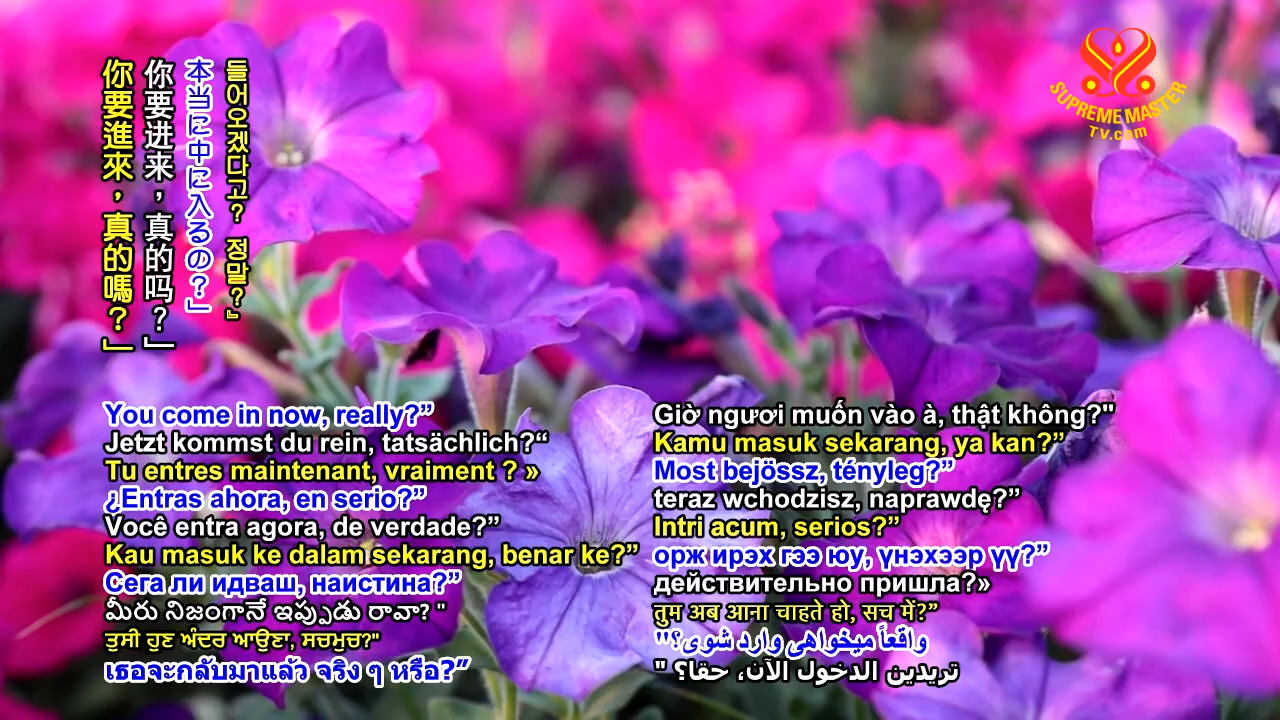 SUPREME MASTER
TV.com
你要進來，真的嗎？」
你要进来，真的吗？」
本当に中に入るの？」
들어오겠다고? 정말?』
You come in now, really?”
Jetzt kommst du rein, tatsächlich?“
Tu entres maintenant, vraiment ? »
¿Entras ahora, en serio?”
Você entra agora, de verdade?”
Kau masuk ke dalam sekarang, benar ke?”
Сега ли идваш, наистина?”
మీరు నిజంగానే ఇప్పుడు రావా? "
ਤੁਸੀ ਹੁਣ ਅੰਦਰ ਆਉਣਾ, ਸਚਮੁਚ?"
เธอจะกลับมาแล้ว จริง ๆ หรือ?”
Giờ ngươi muốn vào à, thật không?"
Kamu masuk sekarang, ya kan?”
Most bejössz, tényleg?”
teraz wchodzisz, naprawdę?”
Intri acum, serios?”
орж ирэх гээ юу, үнэхээр үү?”
действительно пришла?»
तुम अब आना चाहते हो, सच में?”
واقعاً میخواهی وارد شوی؟"
تريدين الدخول الآن، حقا؟ "